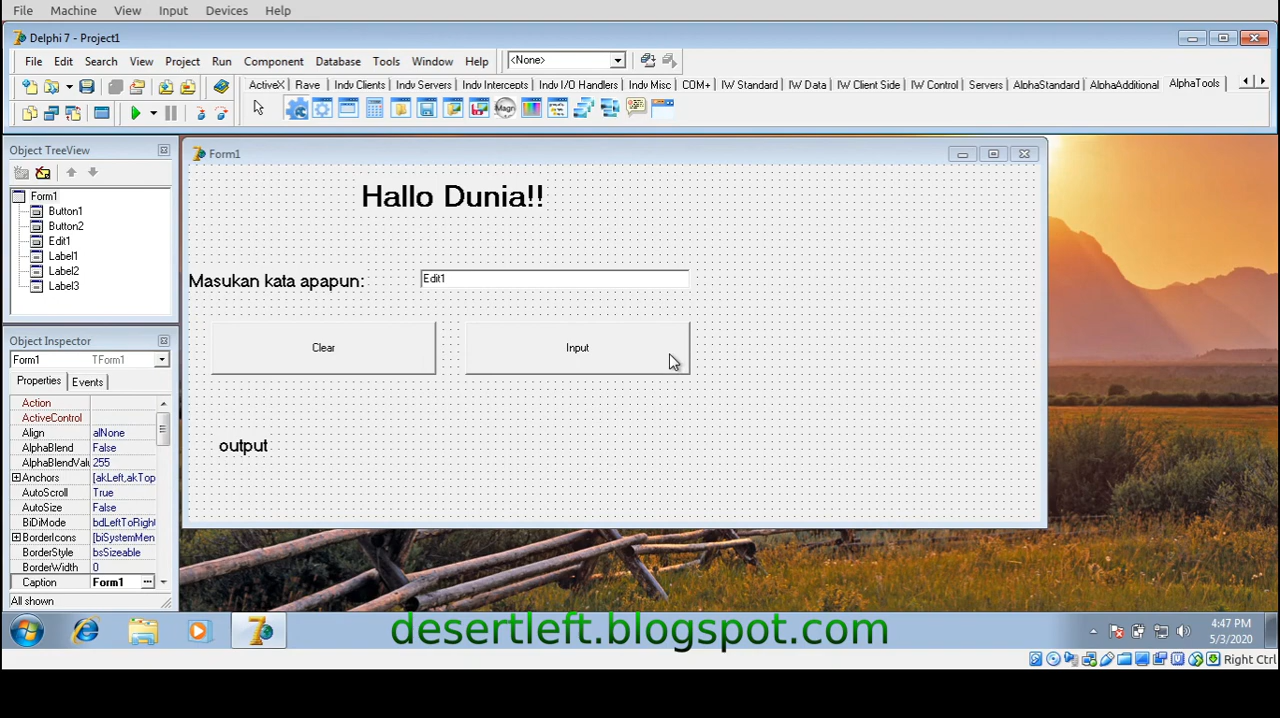 File Machine View Input Devices Help
Delphi 7 - Project1
File Edit Search View Project Run Component Database Tools Window Help <None>
ActiveX Rave Indy Clients Indy Servers Indy Intercepts Indy I/O Handlers Indy Misc COM+ IW Standard IW Data IW Client Side IW Control Servers AlphaStandard AlphaAdditional AlphaTools
Magn
Object TreeView
Form1
Button1
Button2
Edit1
Label1
Label2
Label3
Object Inspector
Form1 TForm1
Properties Events
Action
ActiveControl
Align alNone
AlphaBlend False
AlphaBlendValu 255
Anchors [akLeft,akTop
AutoScroll True
AutoSize False
BiDiMode bdLeftToRight
BorderIcons [biSystemMen
BorderStyle bsSizeable
BorderWidth 0
Caption Form1
All shown
Form1
Hallo Dunia!!
Masukan kata apapun: Edit1
Clear Input
output
desertleft.blogspot.com
4:47 PM
5/3/2020
Right Ctrl